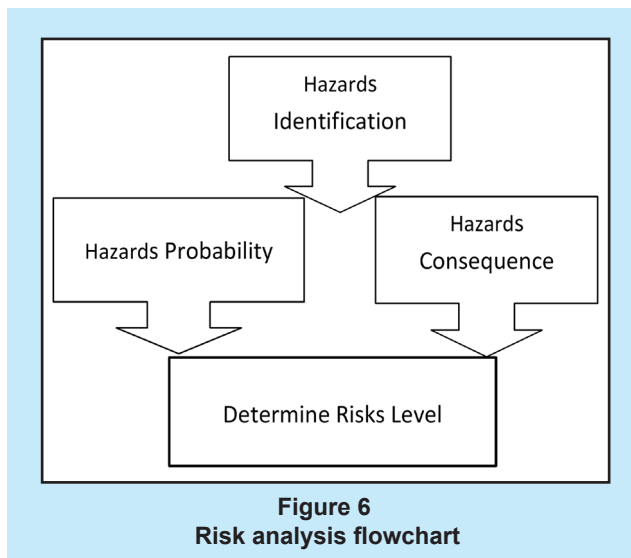 Hazards
Identification
Hazards Probability
Hazards
Consequence
Determine Risks Level
Figure 6
Risk analysis flowchart